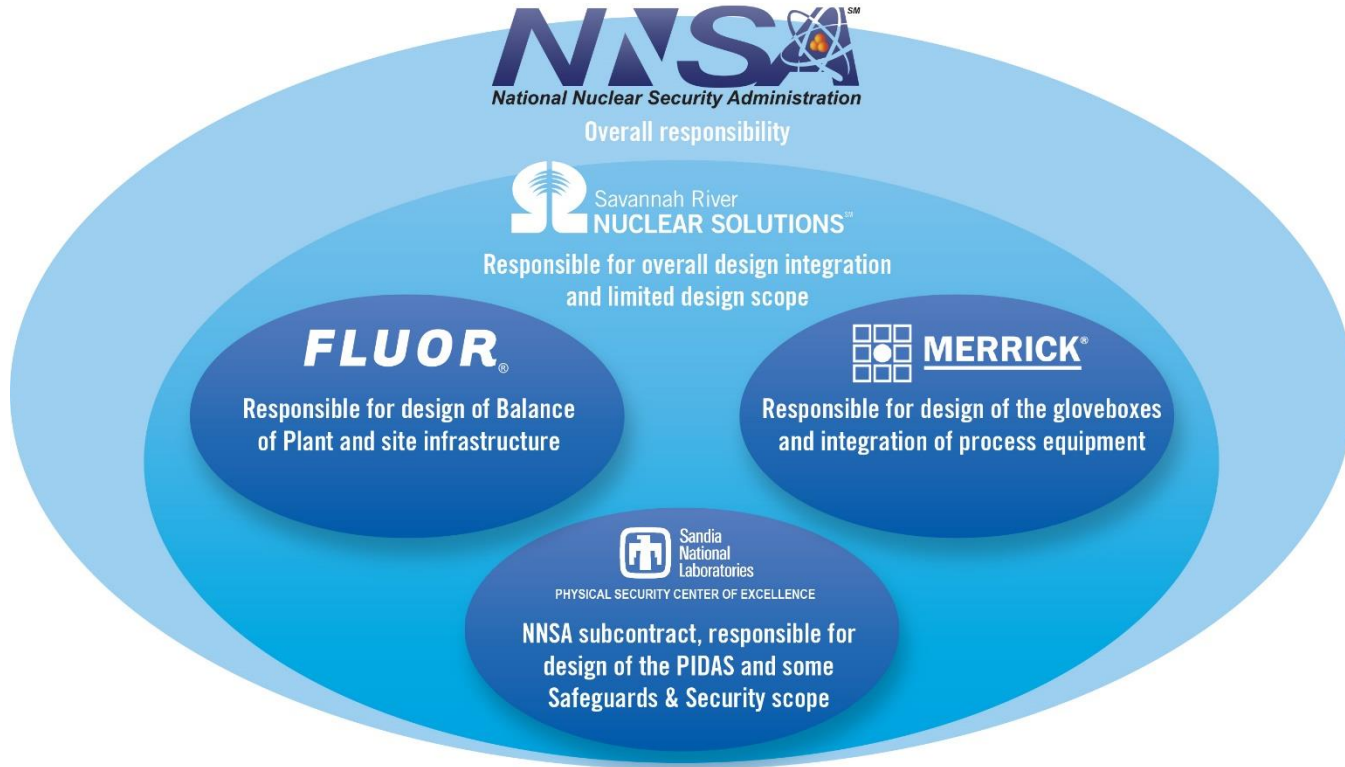 NNSA SM
National Nuclear Security Administration
Overall responsibility
Savannah River
NUCLEAR SOLUTIONS SM
Responsible for overall design integration
and limited design scope
FLUOR®
Responsible for design of Balance
of Plant and site infrastructure
MERRICK®
Responsible for design of the gloveboxes
and integration of process equipment
Sandia
National
Laboratories
PHYSICAL SECURITY CENTER OF EXCELLENCE
NNSA subcontract, responsible for
design of the PIDAS and some
Safeguards & Security scope